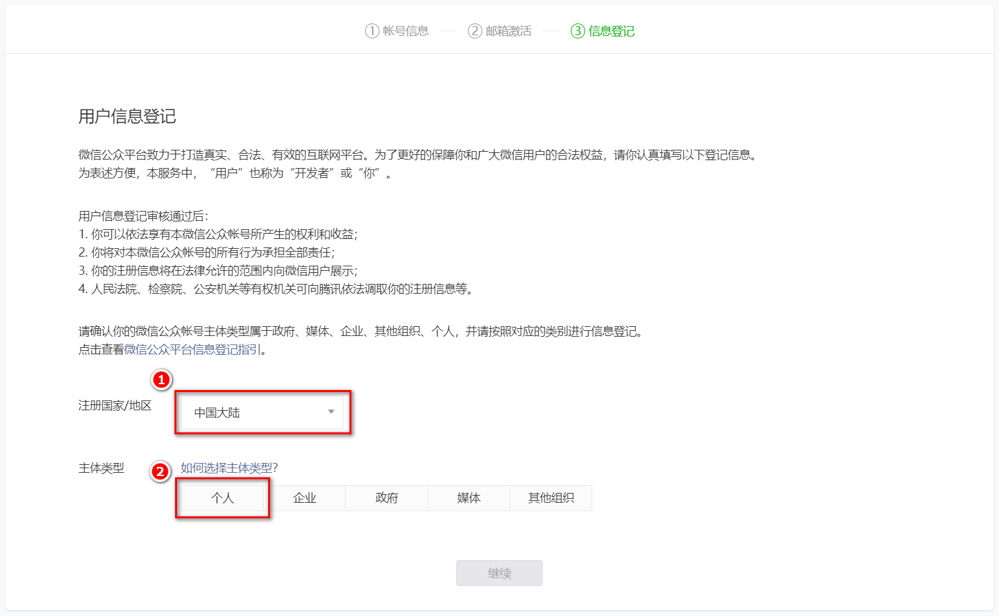 ① 帐号信息 ② 邮箱激活 ③ 信息登记
用户信息登记
微信公众平台致力于打造真实、合法、有效的互联网平台。为了更好的保障你和广大微信用户的合法权益，请你认真填写以下登记信息。
为表述方便，本服务中，“用户”也称为“开发者”或“你”。
用户信息登记审核通过后：
1. 你可以依法享有本微信公众帐号所产生的权利和收益；
2. 你将对本微信公众帐号的所有行为承担全部责任；
3. 你的注册信息将在法律允许的范围内向微信用户展示；
4. 人民法院、检察院、公安机关等有权机关可向腾讯依法调取你的注册信息等。
请确认你的微信公众帐号主体类型属于政府、媒体、企业、其他组织、个人，并请按照对应的类别进行信息登记。
点击查看微信公众平台信息登记指引。
1
注册国家/地区 中国大陆
主体类型 2 如何选择主体类型?
个人 企业 政府 媒体 其他组织
继续